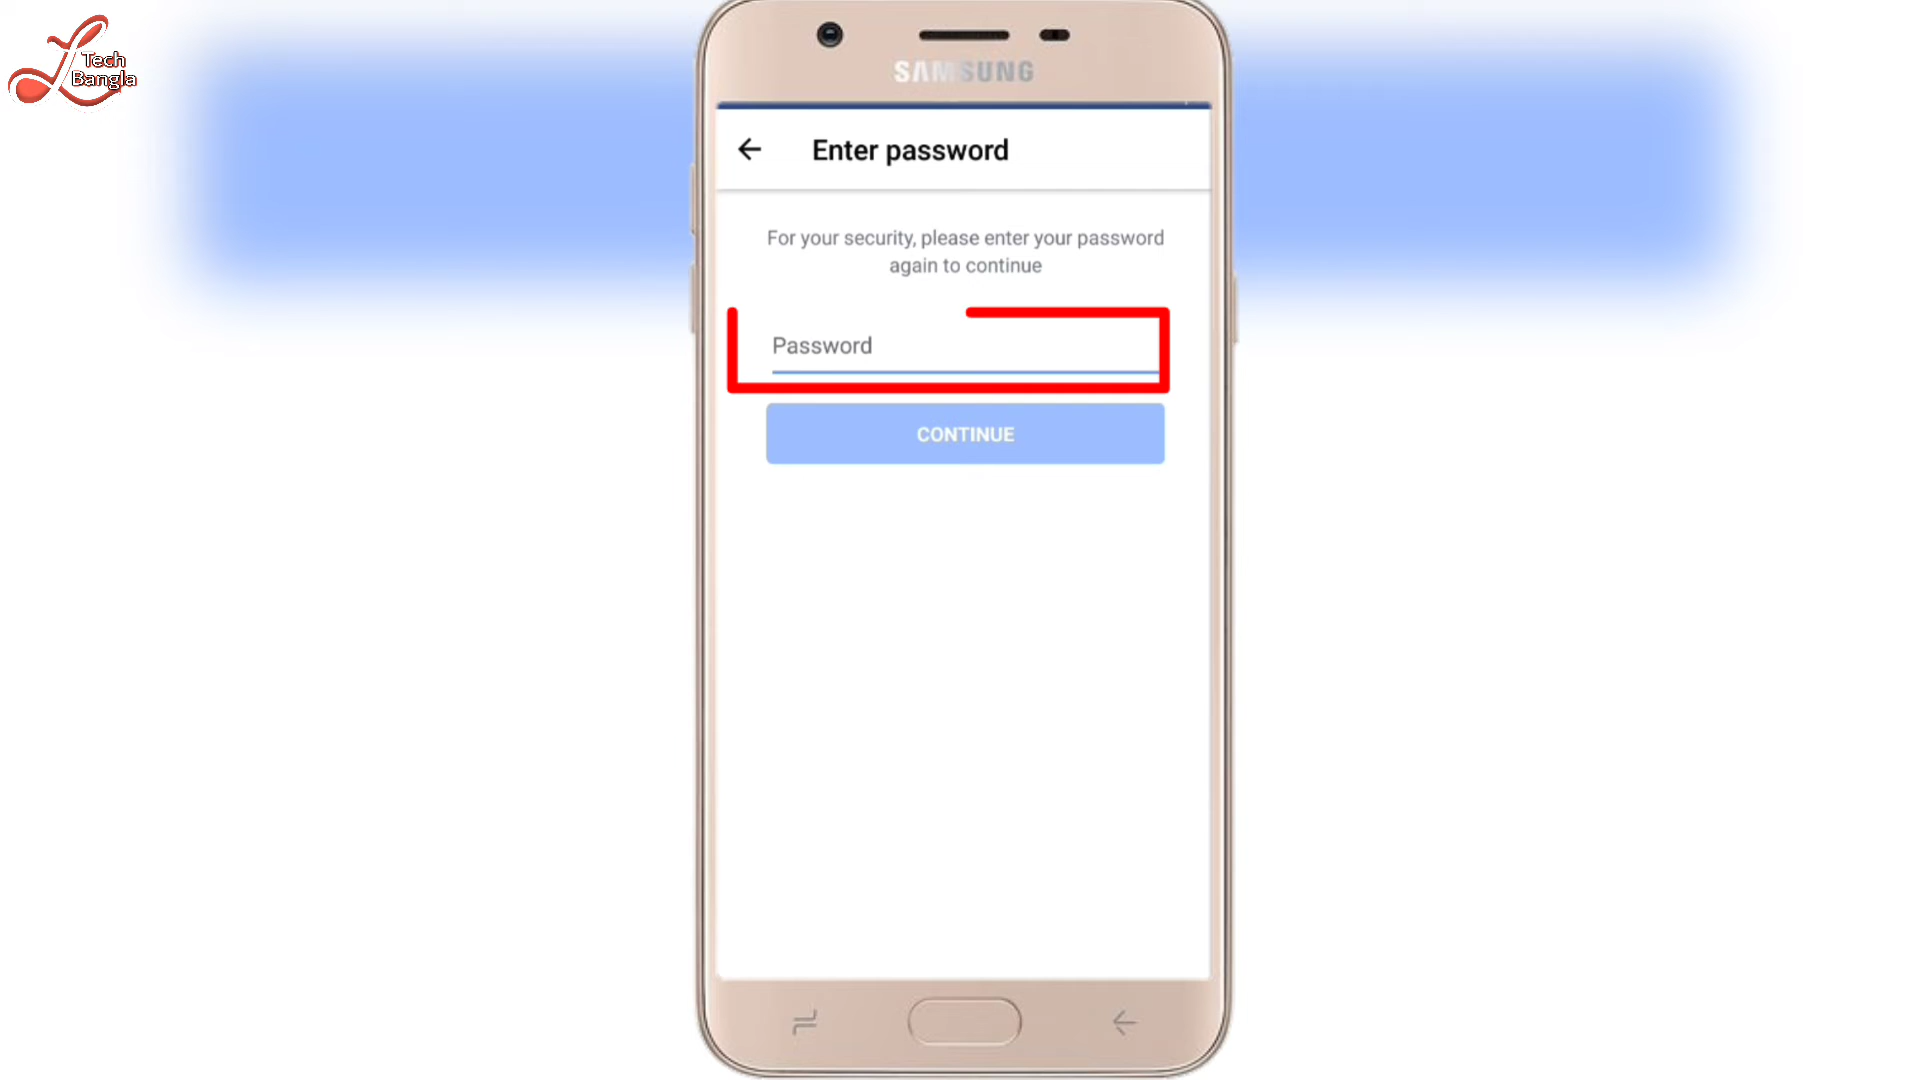 Tech
Bangla
SAMSUNG
Enter password
For your security, please enter your password
again to continue
Password
CONTINUE